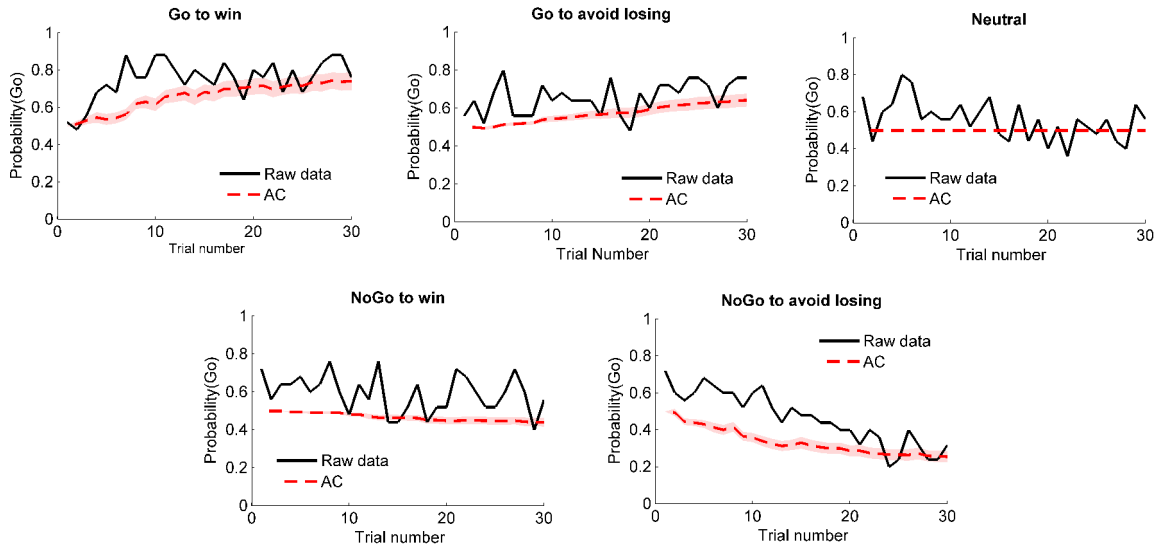 Go to win
Probability(Go)
1
0.8
0.6
0.4
0.2
0
0
10
20
30
Trial number
Raw data
AC
Go to avoid losing
Probability(Go)
1
0.8
0.6
0.4
0.2
0
0
10
20
30
Trial Number
Raw data
AC
Neutral
Probability(Go)
1
0.8
0.6
0.4
0.2
0
0
10
20
30
Trial number
Raw data
AC
NoGo to win
Probability(Go)
1
0.8
0.6
0.4
0.2
0
0
10
20
30
Trial number
Raw data
AC
NoGo to avoid losing
Probability(Go)
1
0.8
0.6
0.4
0.2
0
0
10
20
30
Trial number
Raw data
AC